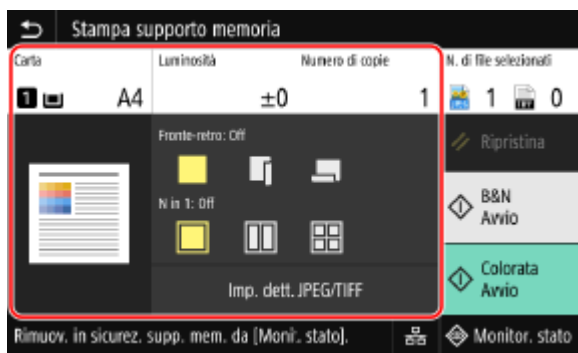 Stampa supporto memoria
Carta
Luminosità
Numero di copie
N. di file selezionati
1
A4
±0
1
1
0
Fronte-retro: Off
Ripristina
N in 1: Off
B&N
Avvio
Colorata
Avvio
Imp. dett. JPEG/TIFF
Rimuov. in sicurez. supp. mem. da [Monit. stato].
Monitor. stato